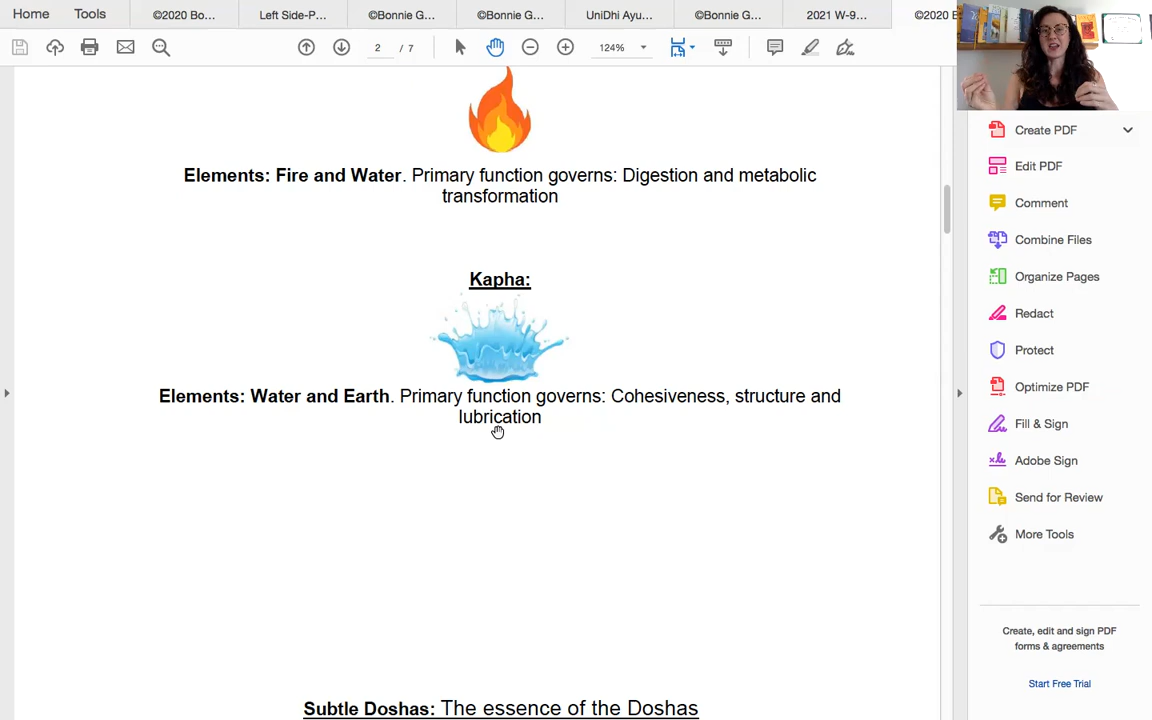 Home
Tools
©2020 Bo...
Left Side-P...
©Bonnie G...
©Bonnie G...
UniDhi Ayu...
©Bonnie G...
2021 W-9...
©2020 B
2 / 7
124%
Elements: Fire and Water. Primary function governs: Digestion and metabolic
transformation
Kapha:
Elements: Water and Earth. Primary function governs: Cohesiveness, structure and
lubrication
Subtle Doshas: The essence of the Doshas
Create PDF
Edit PDF
Comment
Combine Files
Organize Pages
Redact
Protect
Optimize PDF
Fill & Sign
Adobe Sign
Send for Review
More Tools
Create, edit and sign PDF
forms & agreements
Start Free Trial